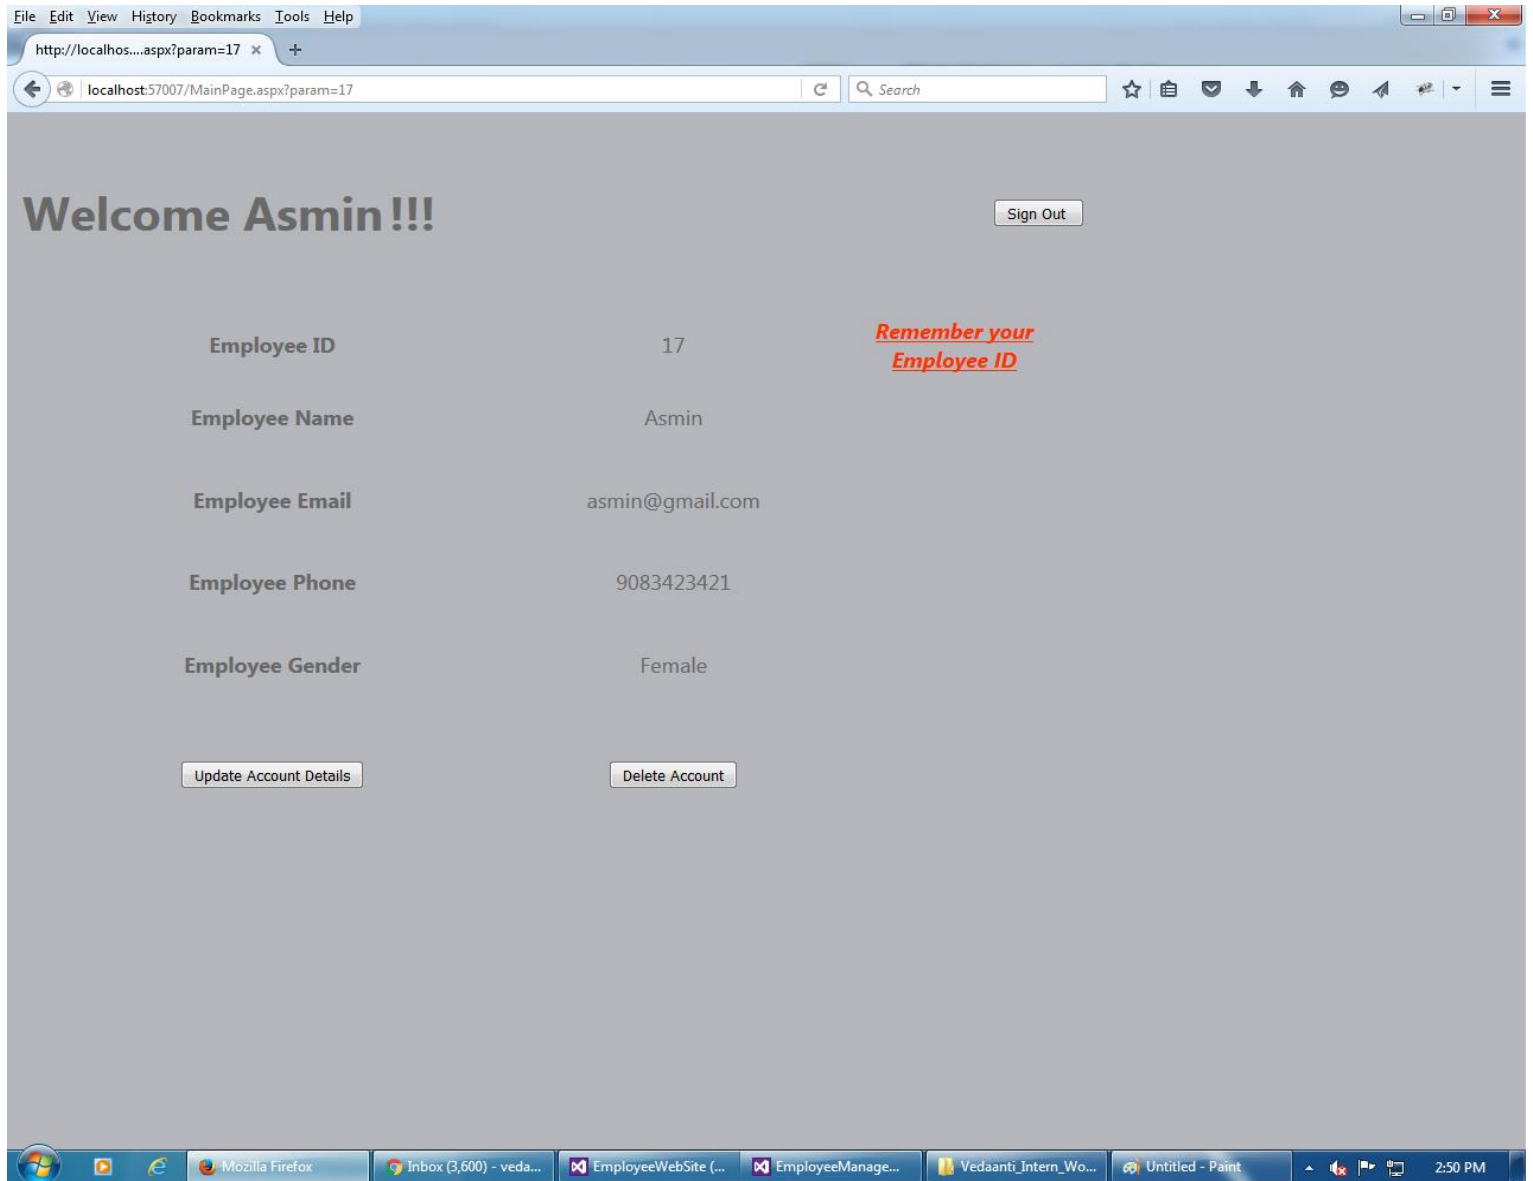 File Edit View History Bookmarks Tools Help
http://localhos....aspx?param=17
localhost:57007/MainPage.aspx?param=17 Search
Welcome Asmin !!! Sign Out
Employee ID 17 Remember your
Employee ID
Employee Name Asmin
Employee Email asmin@gmail.com
Employee Phone 9083423421
Employee Gender Female
Update Account Details Delete Account
Mozilla Firefox Inbox (3,600) - veda... EmployeeWebSite (... EmployeeManage... Vedaanti_Intern_Wo... Untitled - Paint 2:50 PM